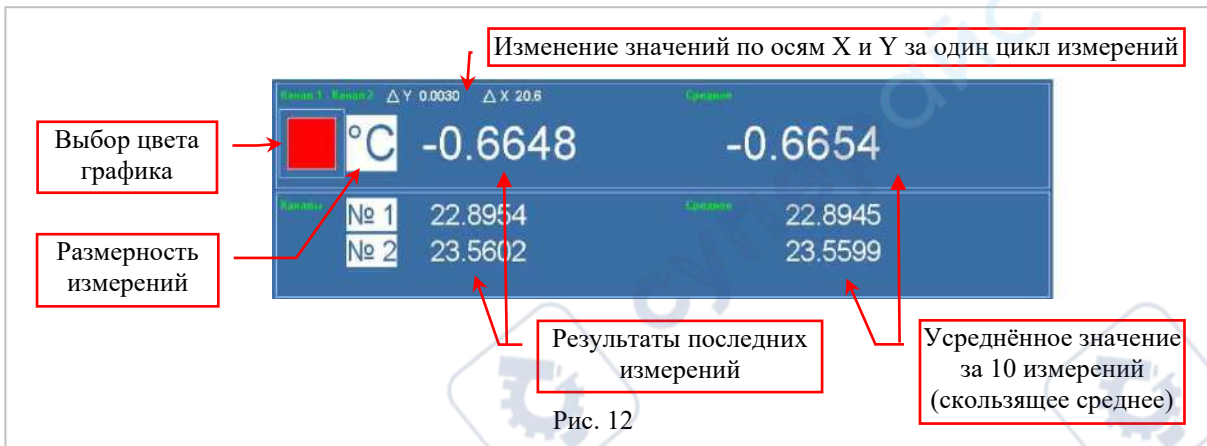 Изменение значений по осям X и Y за один цикл измерений
Канал 1 Канал 2 △ Y 0.0030 △ X 20.6 Среднее
Выбор цвета
графика
°C -0.6648 -0.6654
Каналы Среднее
№ 1 22.8954 22.8945
№ 2 23.5602 23.5599
Размерность
измерений
Результаты последних
измерений
Усреднённое значение
за 10 измерений
(скользящее среднее)
Рис. 12